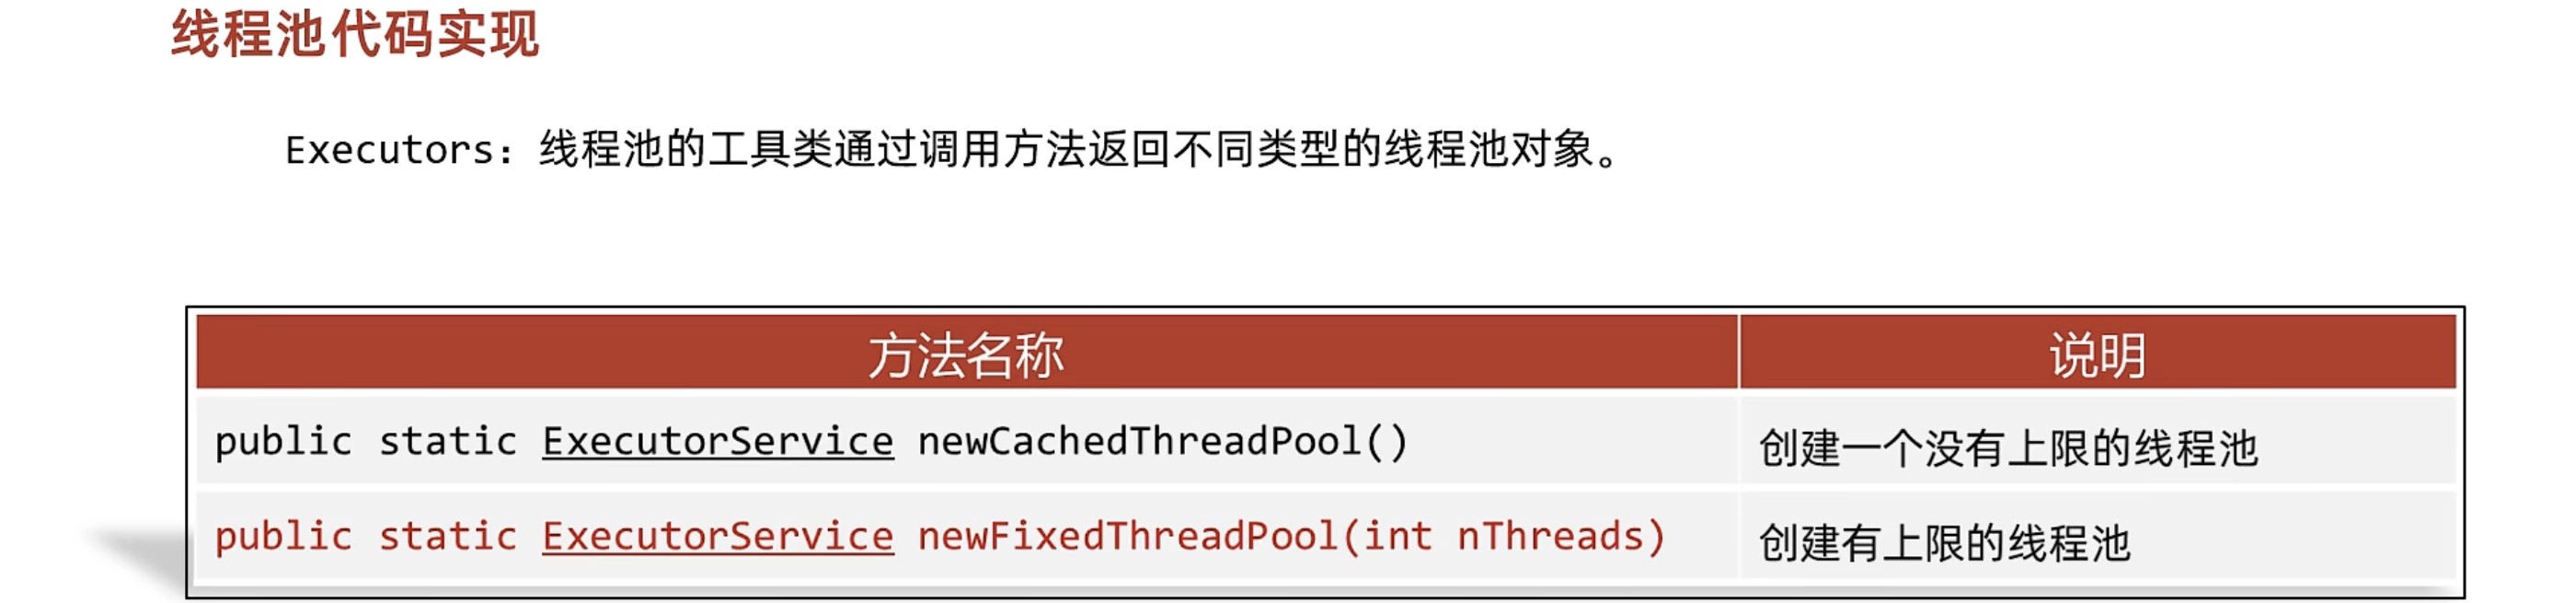 线程池代码实现
Executors：线程池的工具类通过调用方法返回不同类型的线程池对象。
方法名称 说明
public static ExecutorService newCachedThreadPool() 创建一个没有上限的线程池
public static ExecutorService newFixedThreadPool(int nThreads) 创建有上限的线程池